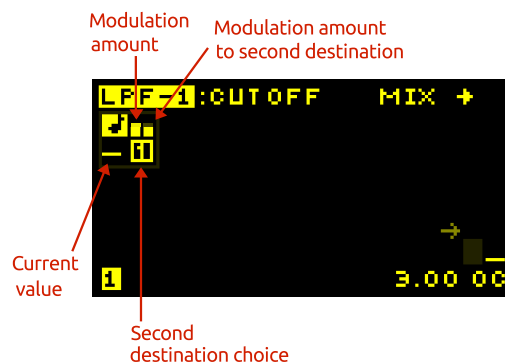 Modulation
amount
Modulation amount
to second destination
LPF-1:CUTOFF MIX →
Current
value
1 3.00 OC
Second
destination choice